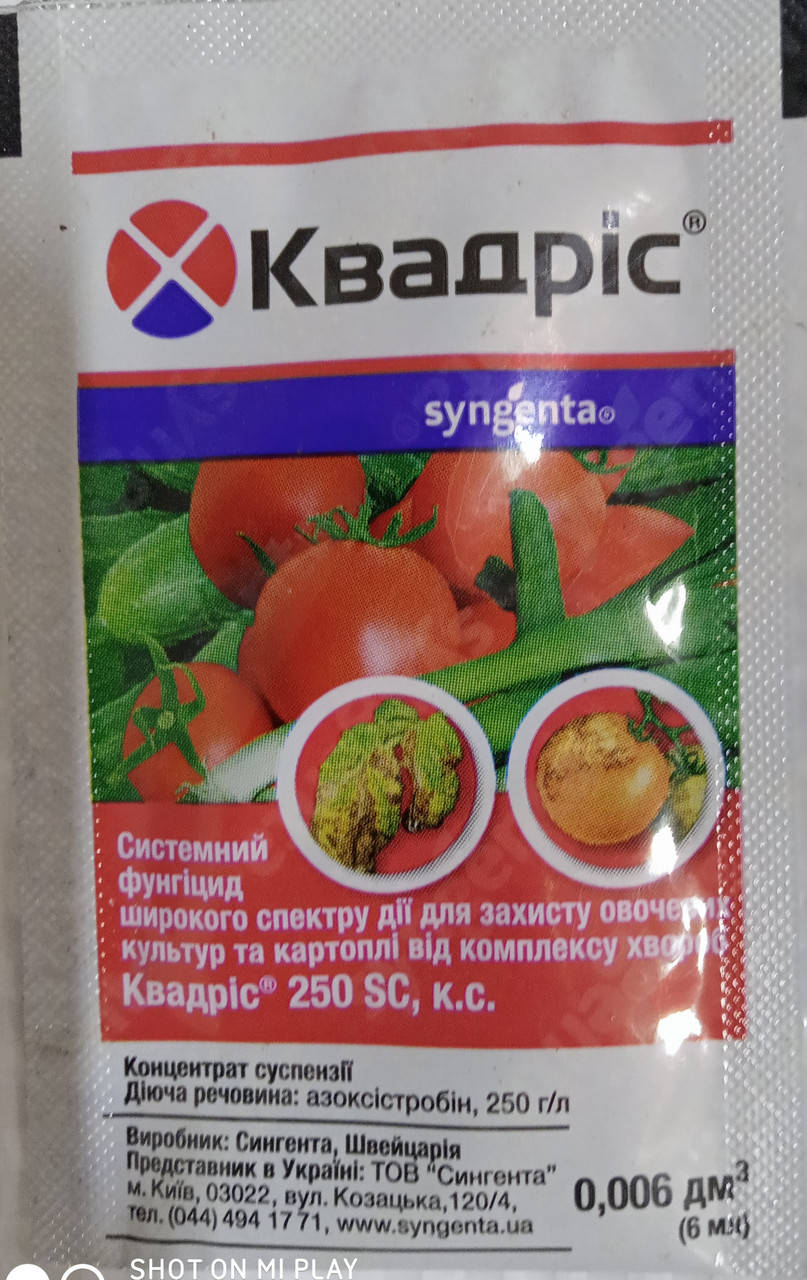 Квадріс®
syngenta
Системний
фунгіцид
широкого спектру дії для захисту овочевих
культур та картоплі від комплексу хвороб
Квадріс® 250 SC, к.с.
Концентрат суспензії
Діюча речовина: азоксістробін, 250 г/л
Виробник: Сингента, Швейцарія
Представник в Україні: ТОВ "Сингента"
м. Київ, 03022, вул. Козацька,120/4,
тел. (044) 494 17 71, www.syngenta.ua
0,006 дм³
(6 мл)
SHOT ON MI PLAY